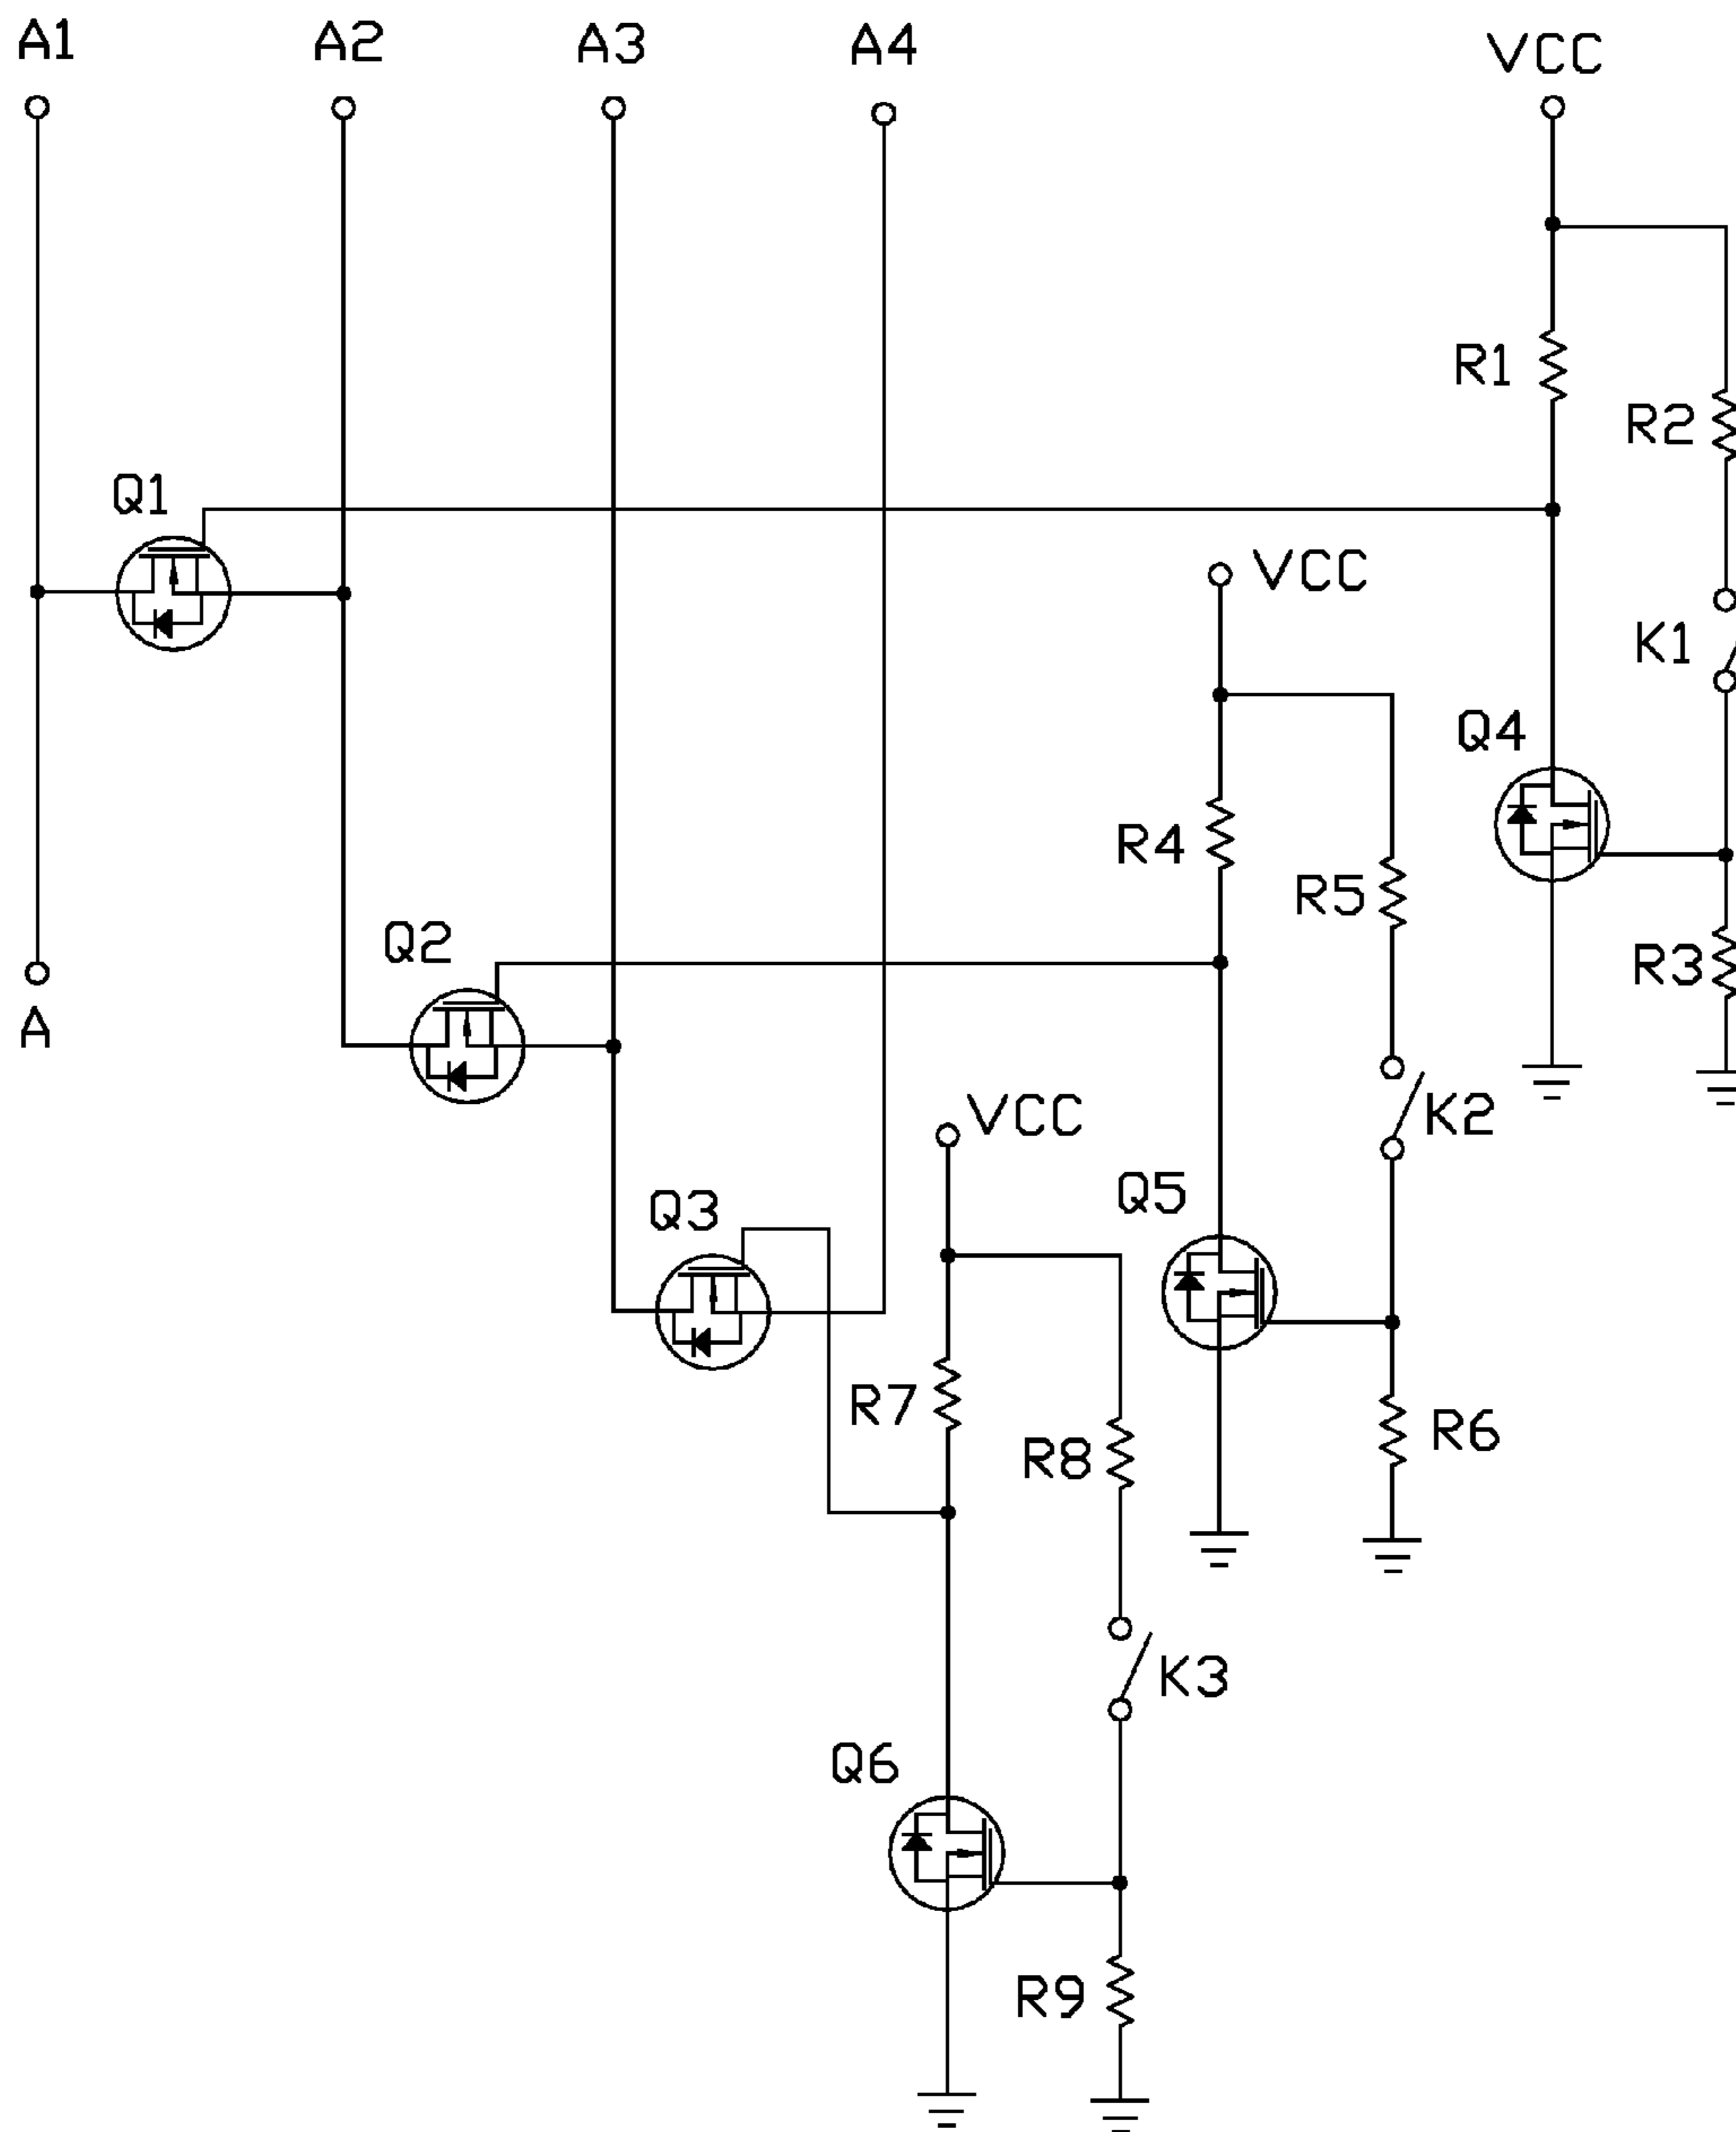 A1 A2 A3 A4 VCC
R1
R2
Q1
VCC
K1
Q4
R4
R5
Q2
R3
A
K2
VCC
Q5
Q3
R7
R6
R8
K3
Q6
R9